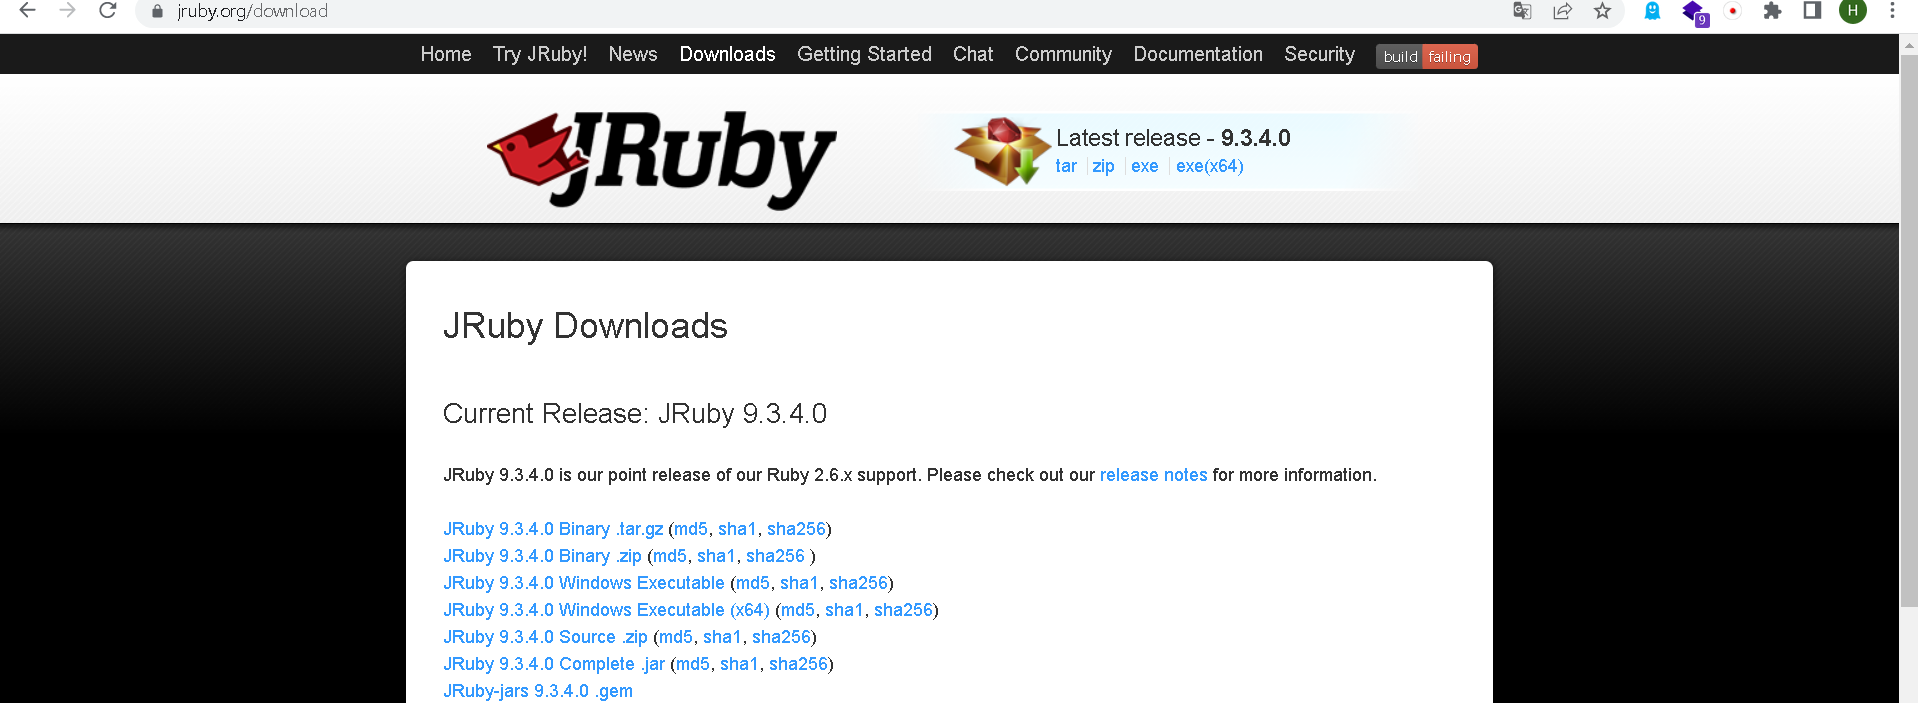 jruby.org/download
9
H
Home Try JRuby! News Downloads Getting Started Chat Community Documentation Security build failing
JRuby
Latest release - 9.3.4.0
tar zip exe exe(x64)
JRuby Downloads
Current Release: JRuby 9.3.4.0
JRuby 9.3.4.0 is our point release of our Ruby 2.6.x support. Please check out our release notes for more information.
JRuby 9.3.4.0 Binary .tar.gz (md5, sha1, sha256)
JRuby 9.3.4.0 Binary .zip (md5, sha1, sha256 )
JRuby 9.3.4.0 Windows Executable (md5, sha1, sha256)
JRuby 9.3.4.0 Windows Executable (x64) (md5, sha1, sha256)
JRuby 9.3.4.0 Source .zip (md5, sha1, sha256)
JRuby 9.3.4.0 Complete .jar (md5, sha1, sha256)
JRuby-jars 9.3.4.0 .gem